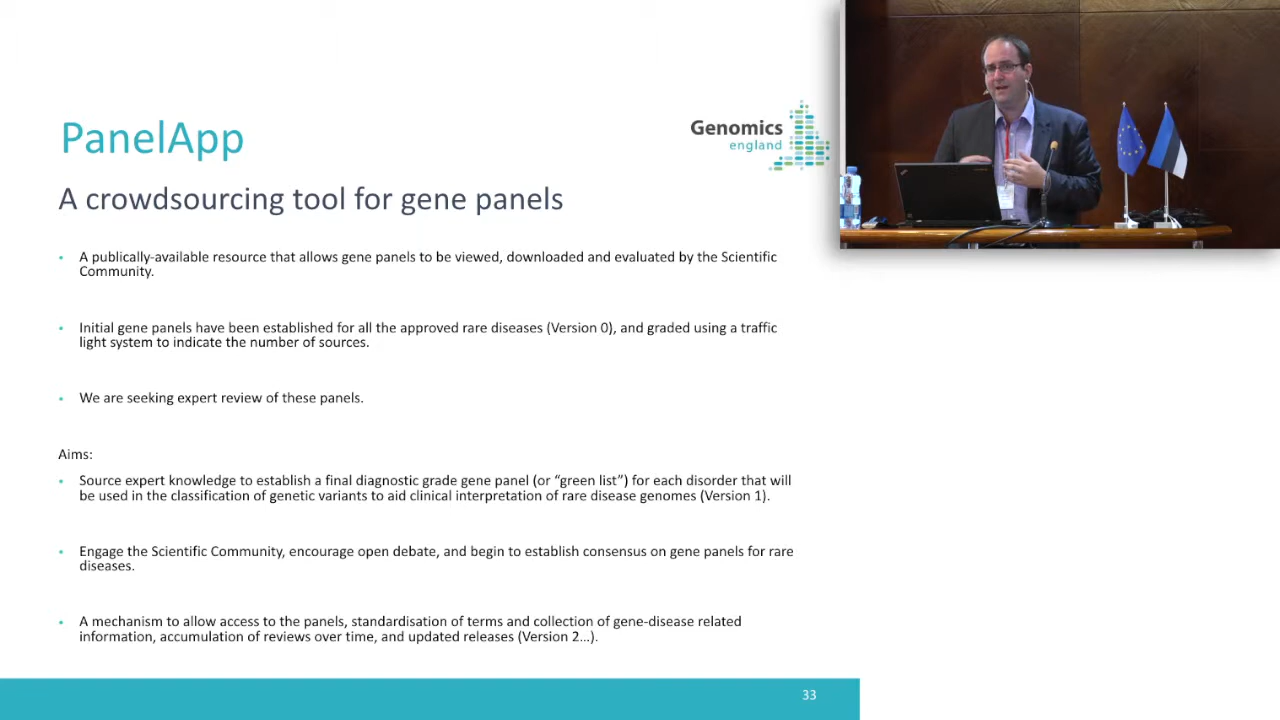 PanelApp
Genomics
england
A crowdsourcing tool for gene panels
• A publically-available resource that allows gene panels to be viewed, downloaded and evaluated by the Scientific
Community.
• Initial gene panels have been established for all the approved rare diseases (Version 0), and graded using a traffic
light system to indicate the number of sources.
• We are seeking expert review of these panels.
Aims:
• Source expert knowledge to establish a final diagnostic grade gene panel (or “green list”) for each disorder that will
be used in the classification of genetic variants to aid clinical interpretation of rare disease genomes (Version 1).
• Engage the Scientific Community, encourage open debate, and begin to establish consensus on gene panels for rare
diseases.
• A mechanism to allow access to the panels, standardisation of terms and collection of gene-disease related
information, accumulation of reviews over time, and updated releases (Version 2...).
33